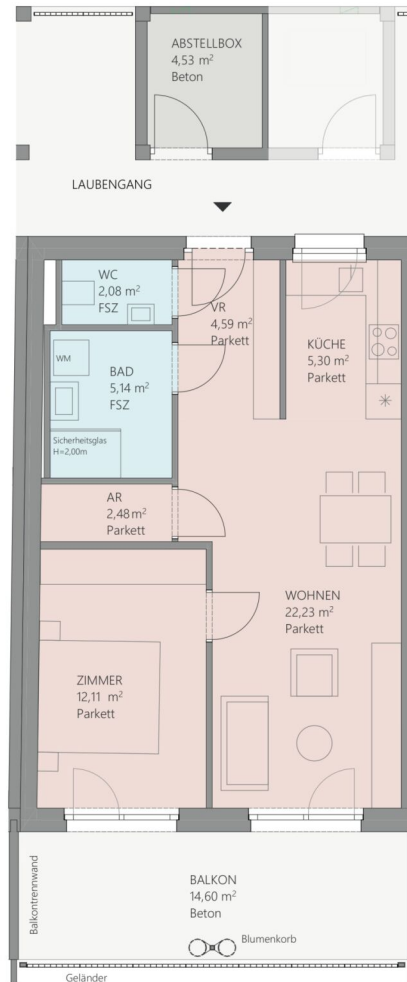 ABSTELLBOX
4,53 m²
Beton
LAUBENGANG
WC
2,08 m²
FSZ
VR
4,59 m²
Parkett
KÜCHE
5,30 m²
Parkett
WM
BAD
5,14 m²
FSZ
Sicherheitsglas
H=2,00m
AR
2,48 m²
Parkett
WOHNEN
22,23 m²
Parkett
ZIMMER
12,11 m²
Parkett
Balkontrennwand
BALKON
14,60 m²
Beton
Blumenkorb
Geländer